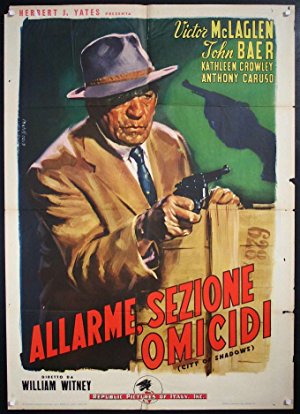 HERBERT J. YATES PRESENTA
Victor McLAGLEN
John BAER
KATHLEEN CROWLEY
ANTHONY CARUSO
628
ALLARME, SEZIONE
OMICIDI
(CITY OF SHADOWS)
DIRETTO DA
WILLIAM WITNEY
REPUBLIC PICTURES OF ITALY, INC.